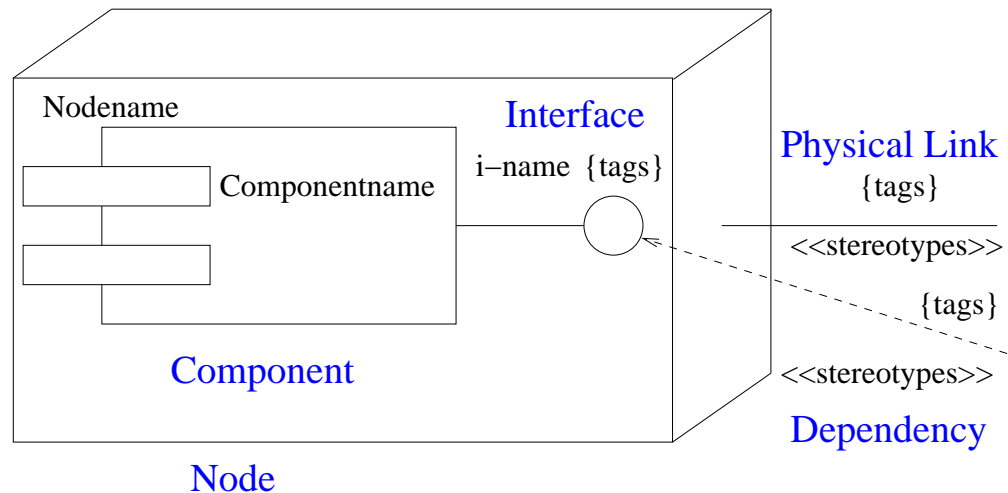 Nodename
Interface
Physical Link
i−name {tags}
{tags}
Componentname
<<stereotypes>>
{tags}
Component
<<stereotypes>>
Dependency
Node